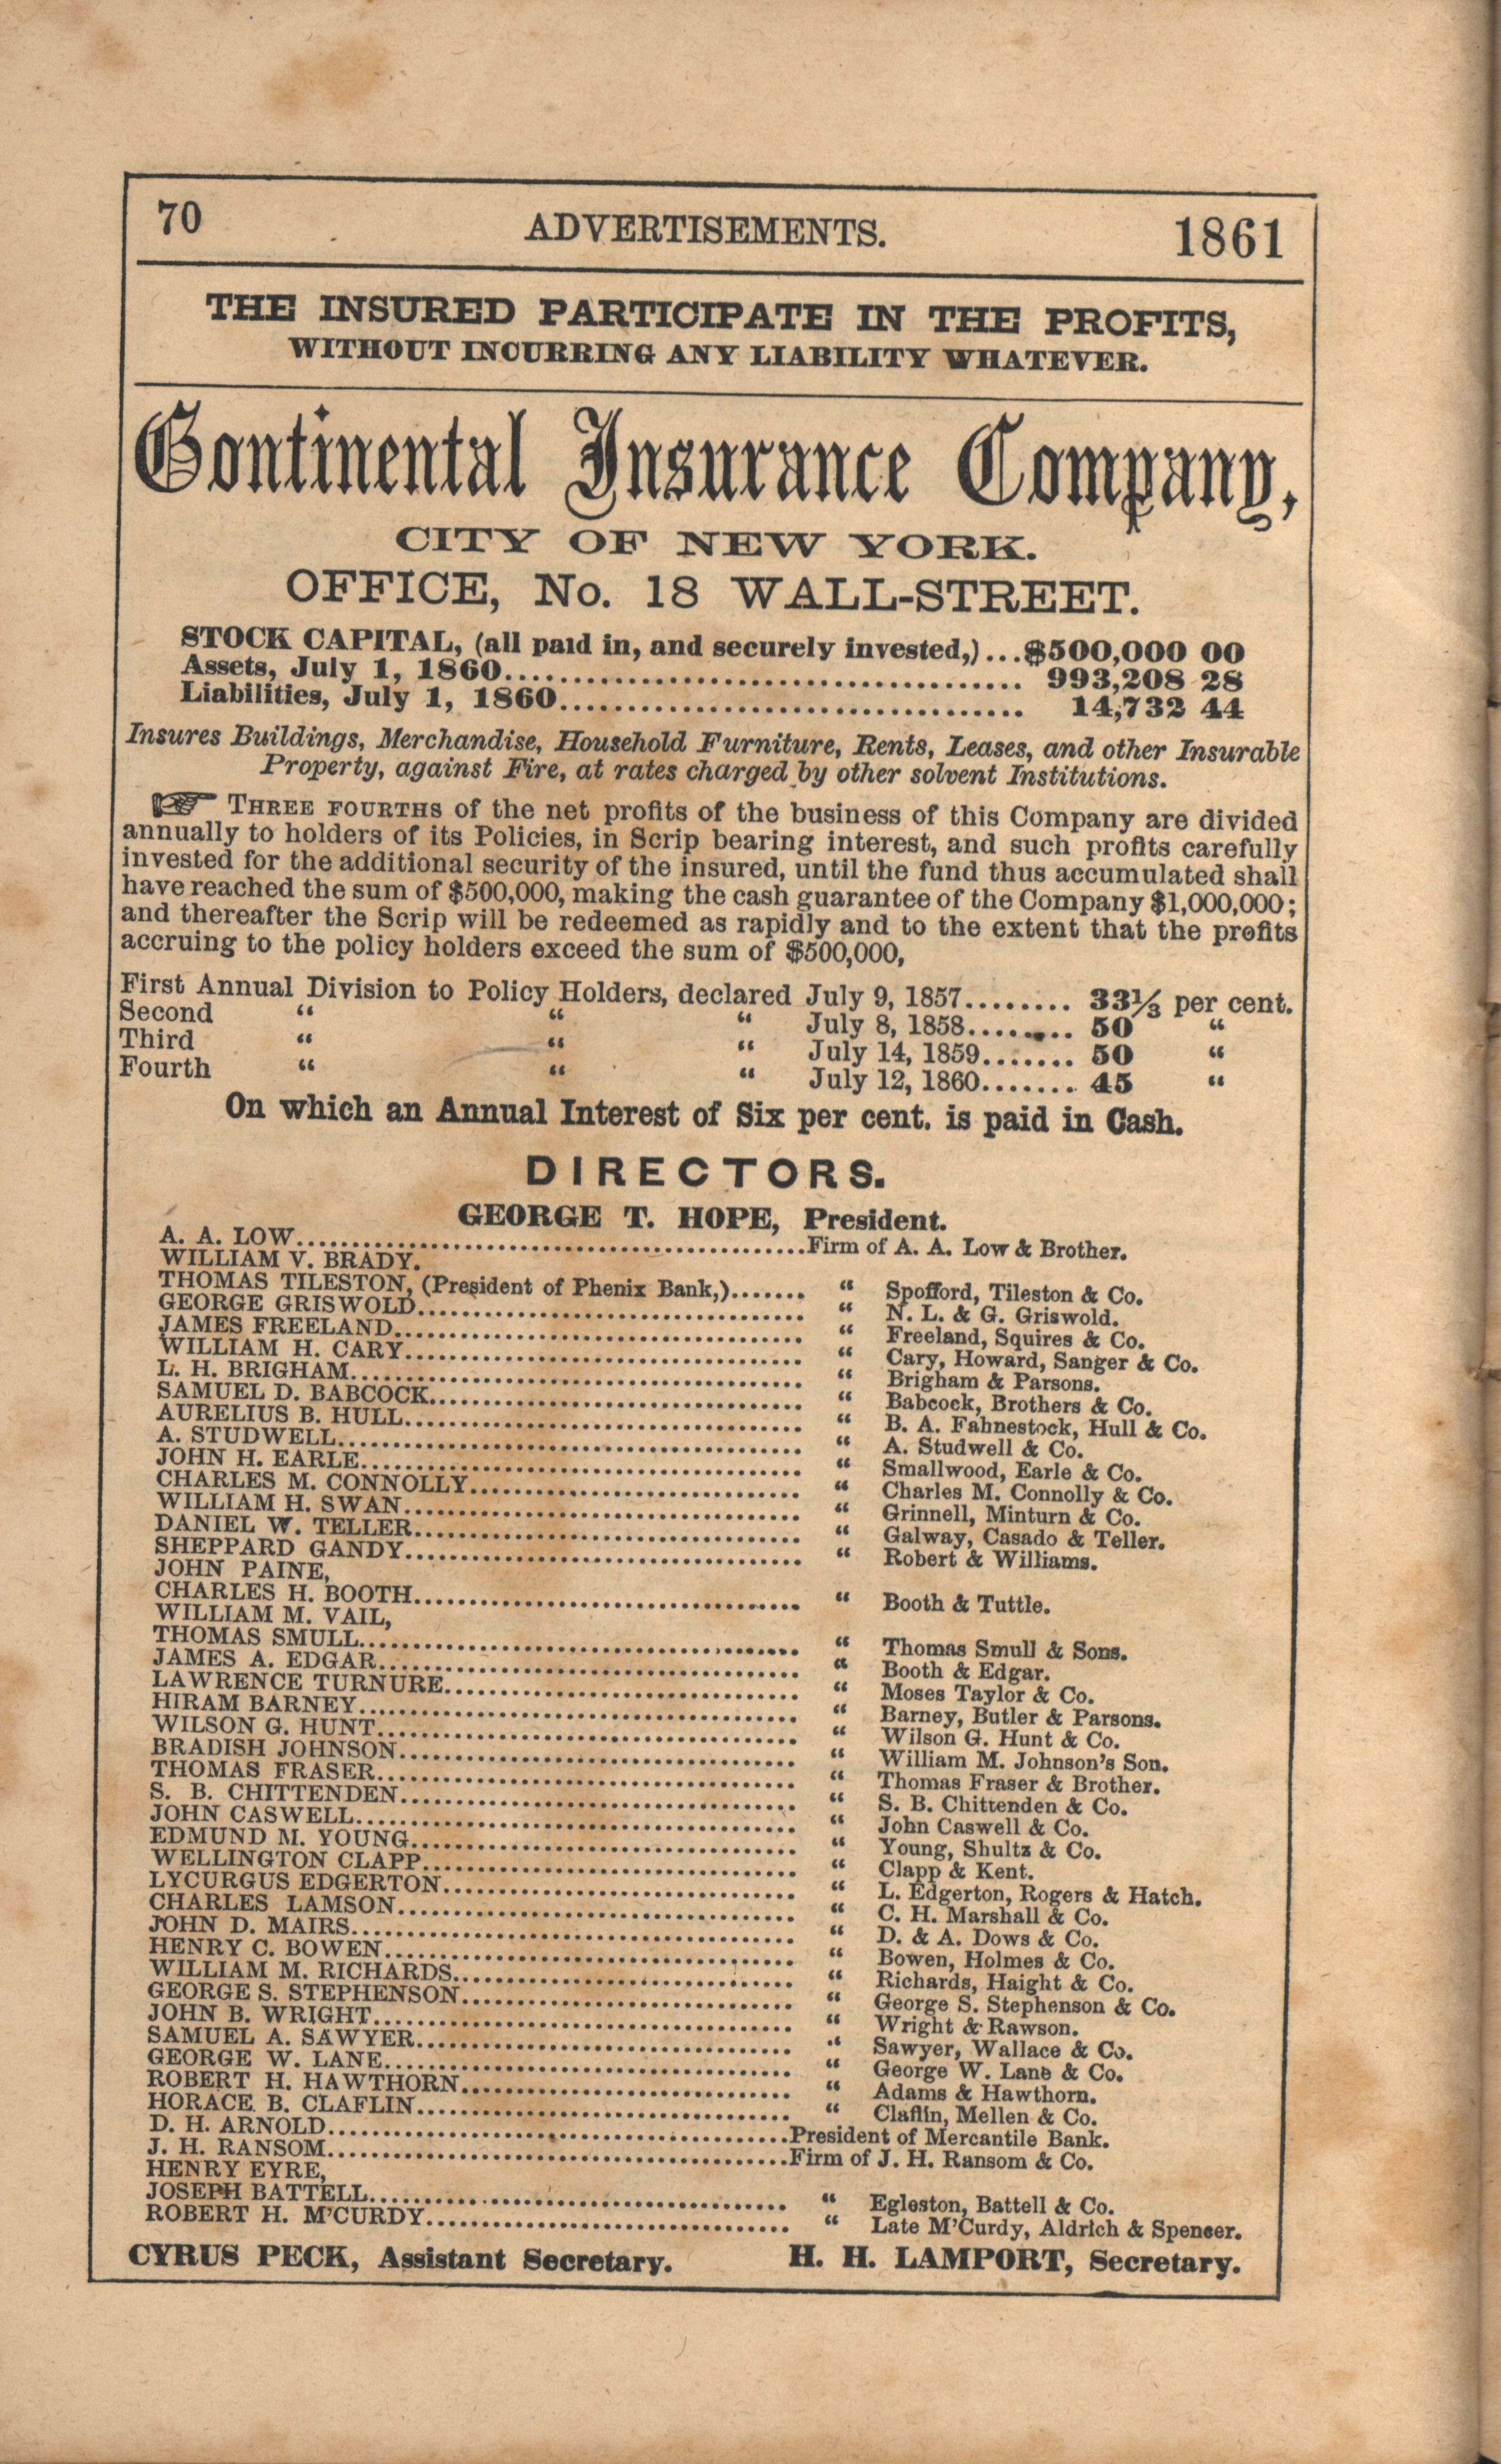 70 ADVERTISEMENTS. 1861
THE INSURED PARTICIPATE IN THE PROFITS,
WITHOUT INCURRING ANY LIABILITY WHATEVER.
Continental Insurance Company,
CITY OF NEW YORK.
OFFICE, No. 18 WALL-STREET.
STOCK CAPITAL, (all paid in, and securely invested,)...$500,000 00
Assets, July 1, 1860.................................... 993,208 28
Liabilities, July 1, 1860................................ 14,732 44
Insures Buildings, Merchandise, Household Furniture, Rents, Leases, and other Insurable
Property, against Fire, at rates charged by other solvent Institutions.
☞ THREE FOURTHS of the net profits of the business of this Company are divided
annually to holders of its Policies, in Scrip bearing interest, and such profits carefully
invested for the additional security of the insured, until the fund thus accumulated shall
have reached the sum of $500,000, making the cash guarantee of the Company $1,000,000;
and thereafter the Scrip will be redeemed as rapidly and to the extent that the profits
accruing to the policy holders exceed the sum of $500,000,
First Annual Division to Policy Holders, declared July 9, 1857........ 33⅓ per cent.
Second “ “ “ July 8, 1858........ 50 “
Third “ “ “ July 14, 1859....... 50 “
Fourth “ “ “ July 12, 1860....... 45 “
On which an Annual Interest of Six per cent. is paid in Cash.
DIRECTORS.
GEORGE T. HOPE, President.
A. A. LOW..............................Firm of A. A. Low & Brother.
WILLIAM V. BRADY.
THOMAS TILESTON, (President of Phenix Bank,)....... “ Spofford, Tileston & Co.
GEORGE GRISWOLD.............................. “ N. L. & G. Griswold.
JAMES FREELAND.............................. “ Freeland, Squires & Co.
WILLIAM H. CARY.............................. “ Cary, Howard, Sanger & Co.
L. H. BRIGHAM.............................. “ Brigham & Parsons.
SAMUEL D. BABCOCK.............................. “ Babcock, Brothers & Co.
AURELIUS B. HULL.............................. “ B. A. Fahnestock, Hull & Co.
A. STUDWELL.............................. “ A. Studwell & Co.
JOHN H. EARLE.............................. “ Smallwood, Earle & Co.
CHARLES M. CONNOLLY.............................. “ Charles M. Connolly & Co.
WILLIAM H. SWAN.............................. “ Grinnell, Minturn & Co.
DANIEL W. TELLER.............................. “ Galway, Casado & Teller.
SHEPPARD GANDY.............................. “ Robert & Williams.
JOHN PAINE,
CHARLES H. BOOTH.............................. “ Booth & Tuttle.
WILLIAM M. VAIL,
THOMAS SMULL.............................. “ Thomas Smull & Sons.
JAMES A. EDGAR.............................. “ Booth & Edgar.
LAWRENCE TURNURE.............................. “ Moses Taylor & Co.
HIRAM BARNEY.............................. “ Barney, Butler & Parsons.
WILSON G. HUNT.............................. “ Wilson G. Hunt & Co.
BRADISH JOHNSON.............................. “ William M. Johnson's Son.
THOMAS FRASER.............................. “ Thomas Fraser & Brother.
S. B. CHITTENDEN.............................. “ S. B. Chittenden & Co.
JOHN CASWELL.............................. “ John Caswell & Co.
EDMUND M. YOUNG.............................. “ Young, Shultz & Co.
WELLINGTON CLAPP.............................. “ Clapp & Kent.
LYCURGUS EDGERTON.............................. “ L. Edgerton, Rogers & Hatch.
CHARLES LAMSON.............................. “ C. H. Marshall & Co.
JOHN D. MAIRS.............................. “ D. & A. Dows & Co.
HENRY C. BOWEN.............................. “ Bowen, Holmes & Co.
WILLIAM M. RICHARDS.............................. “ Richards, Haight & Co.
GEORGE S. STEPHENSON.............................. “ George S. Stephenson & Co.
JOHN B. WRIGHT.............................. “ Wright & Rawson.
SAMUEL A. SAWYER.............................. “ Sawyer, Wallace & Co.
GEORGE W. LANE.............................. “ George W. Lane & Co.
ROBERT H. HAWTHORN.............................. “ Adams & Hawthorn.
HORACE B. CLAFLIN.............................. “ Claflin, Mellen & Co.
D. H. ARNOLD..............................President of Mercantile Bank.
J. H. RANSOM..............................Firm of J. H. Ransom & Co.
HENRY EYRE,
JOSEPH BATTELL.............................. “ Egleston, Battell & Co.
ROBERT H. M'CURDY.............................. “ Late M'Curdy, Aldrich & Spencer.
CYRUS PECK, Assistant Secretary. H. H. LAMPORT, Secretary.